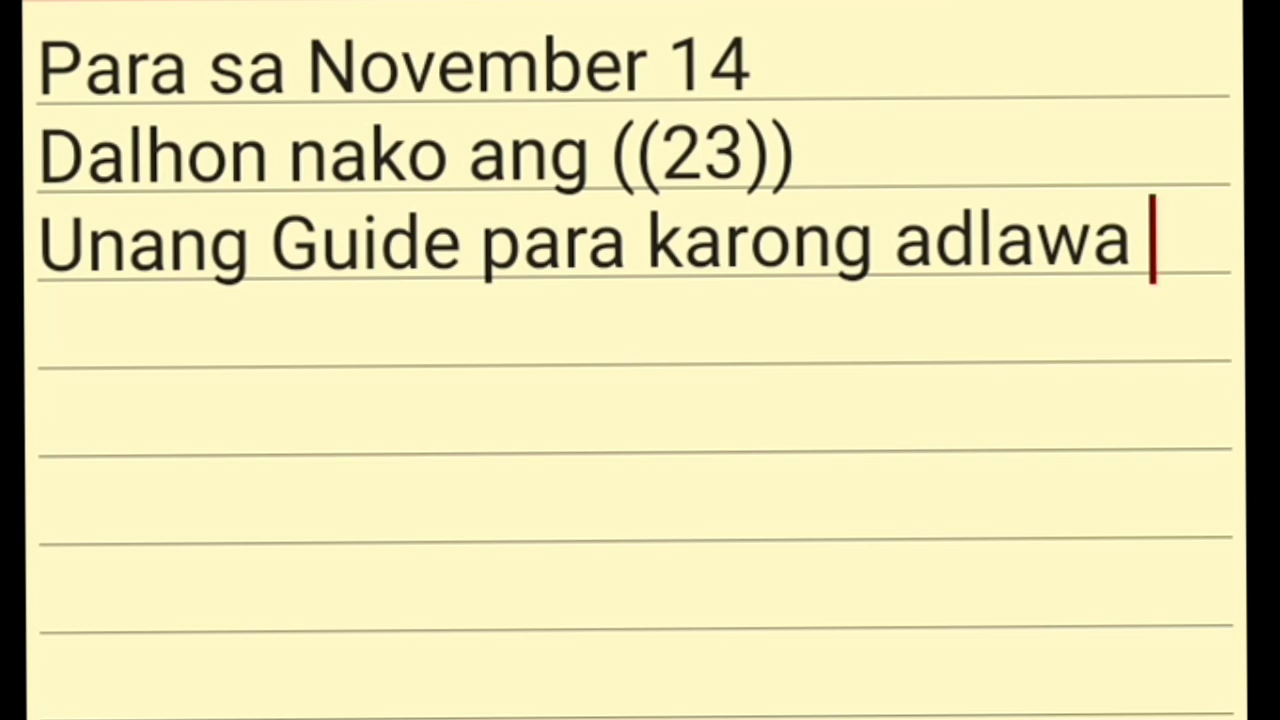 Para sa November 14
Dalhon nako ang ((23))
Unang Guide para karong adlawa